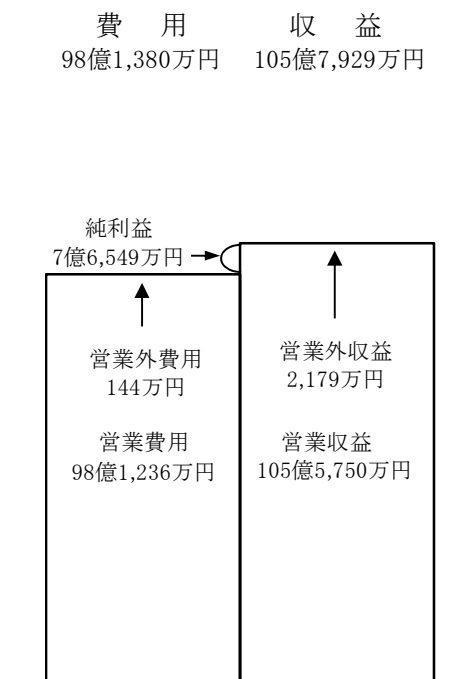 費　用　　　収　益
98億1,380万円　105億7,929万円
純利益
7億6,549万円
営業外費用
144万円
営業費用
98億1,236万円
営業外収益
2,179万円
営業収益
105億5,750万円